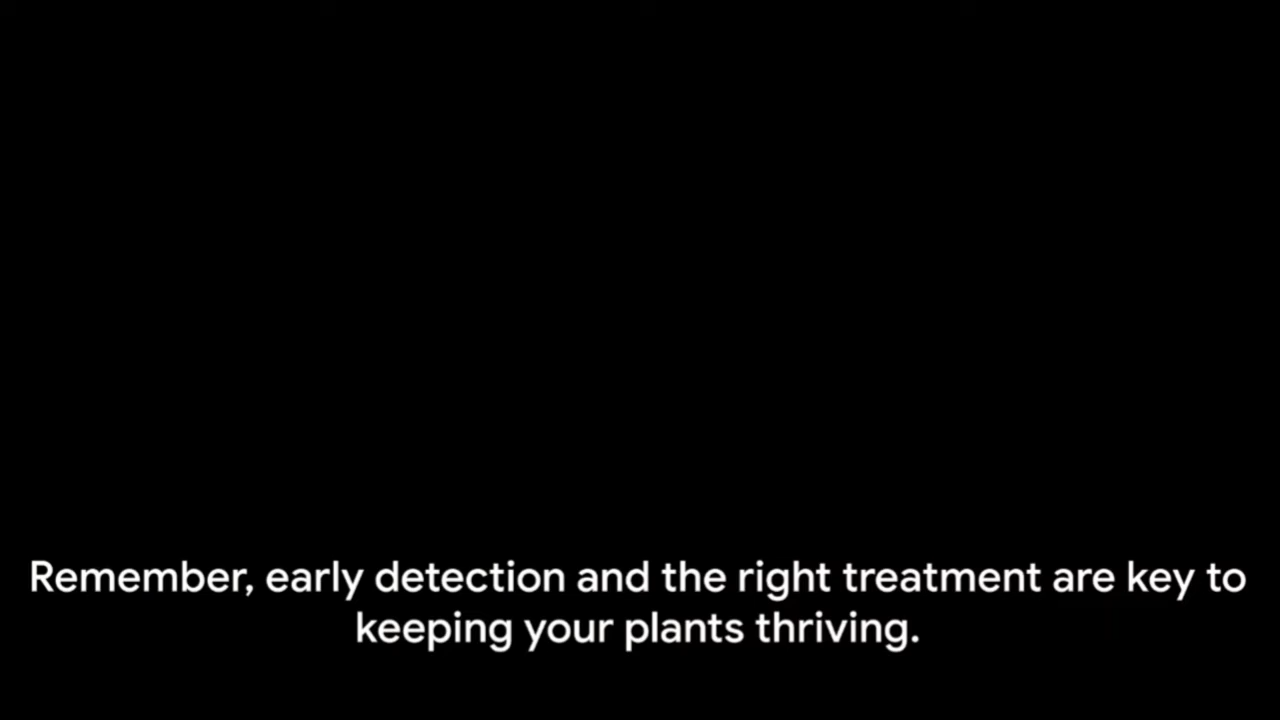 Remember, early detection and the right treatment are key to
keeping your plants thriving.